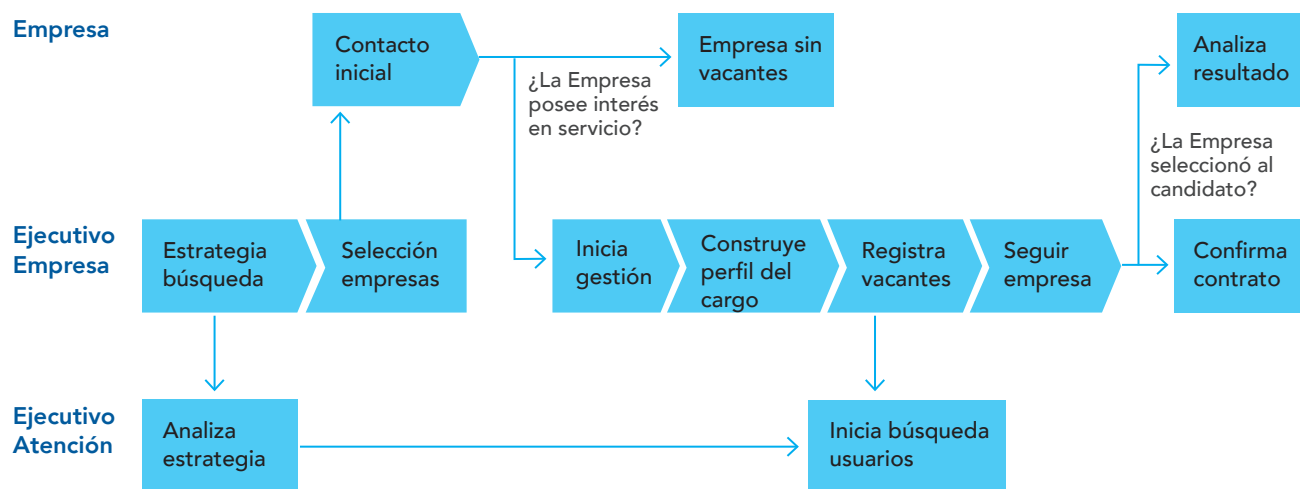 Empresa
Contacto
inicial
Empresa sin
vacantes
Analiza
resultado
¿La Empresa
posee interés
en servicio?
¿La Empresa
seleccionó al
candidato?
Ejecutivo
Empresa
Estrategia
búsqueda
Selección
empresas
Inicia
gestión
Construye
perfil del
cargo
Registra
vacantes
Seguir
empresa
Confirma
contrato
Ejecutivo
Atención
Analiza
estrategia
Inicia búsqueda
usuarios